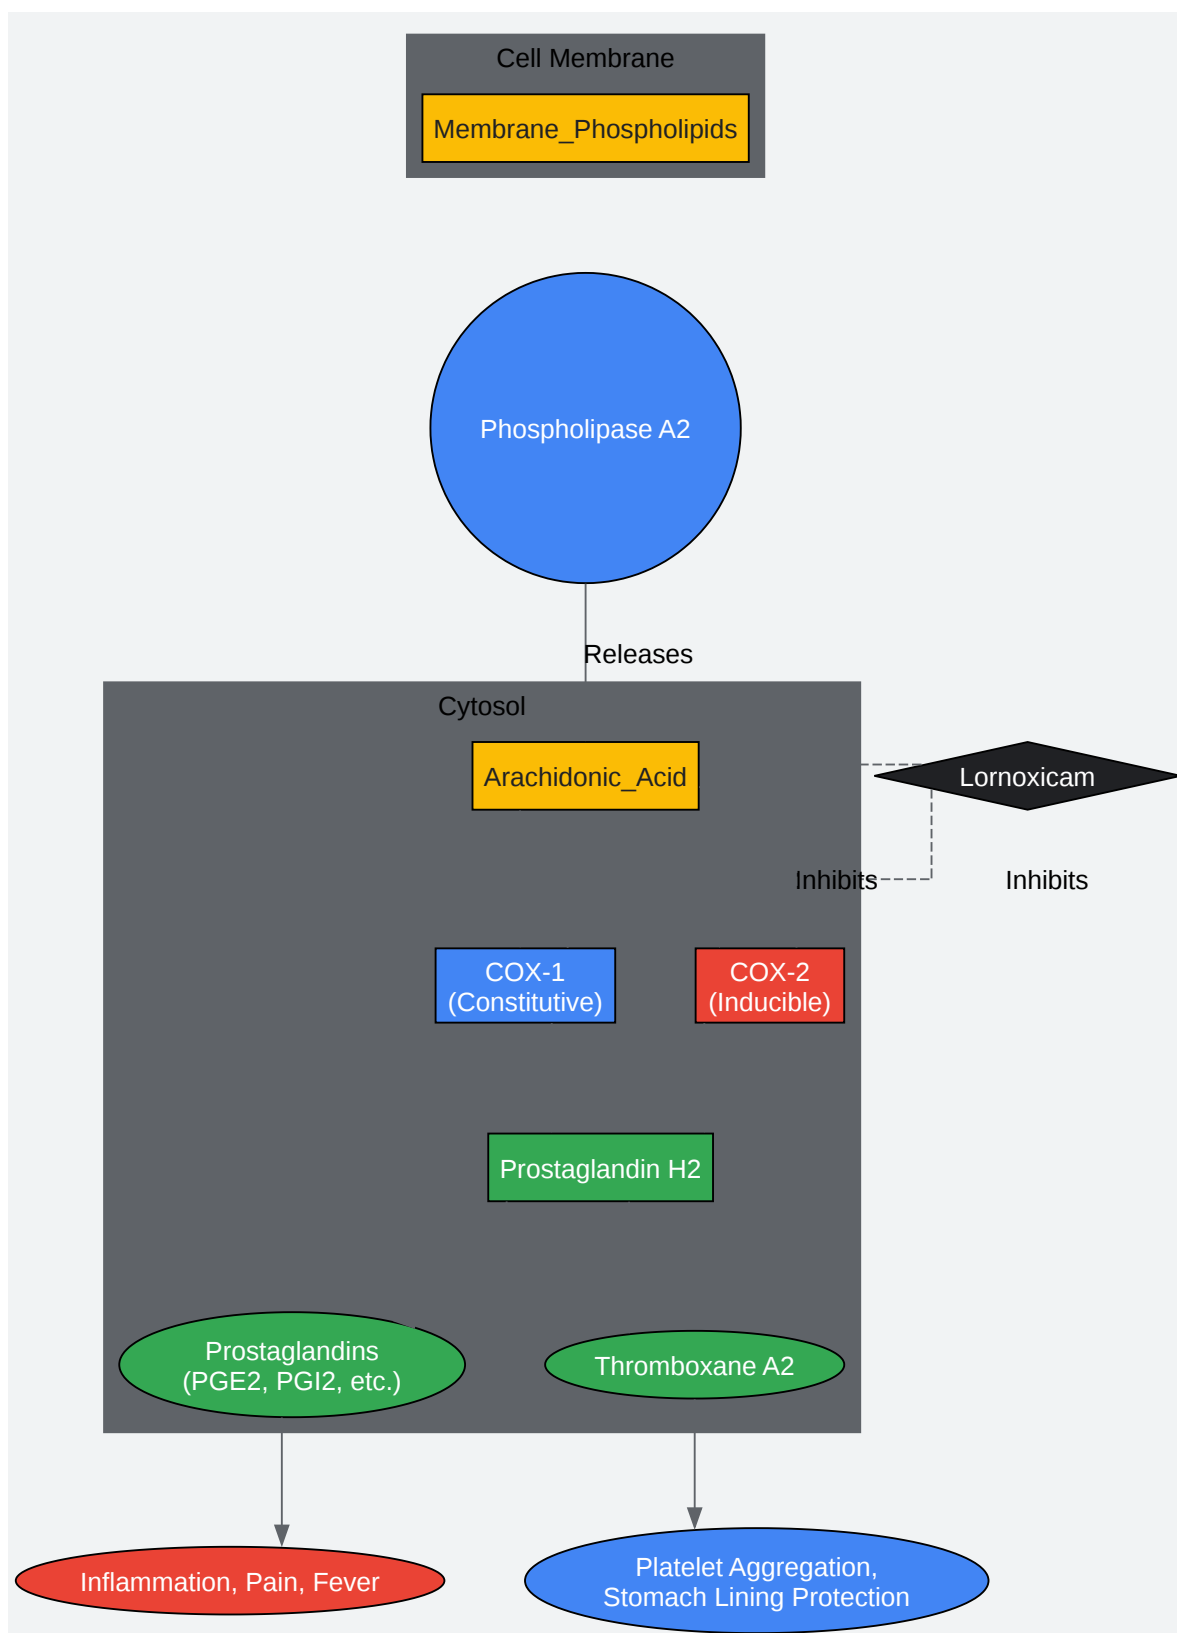 Cell Membrane
Membrane_Phospholipids
Phospholipase A2
Releases
Cytosol
Arachidonic_Acid
Lornoxicam
Inhibits
Inhibits
COX-1
(Constitutive)
COX-2
(Inducible)
Prostaglandin H2
Prostaglandins
(PGE2, PGI2, etc.)
Thromboxane A2
Inflammation, Pain, Fever
Platelet Aggregation,
Stomach Lining Protection